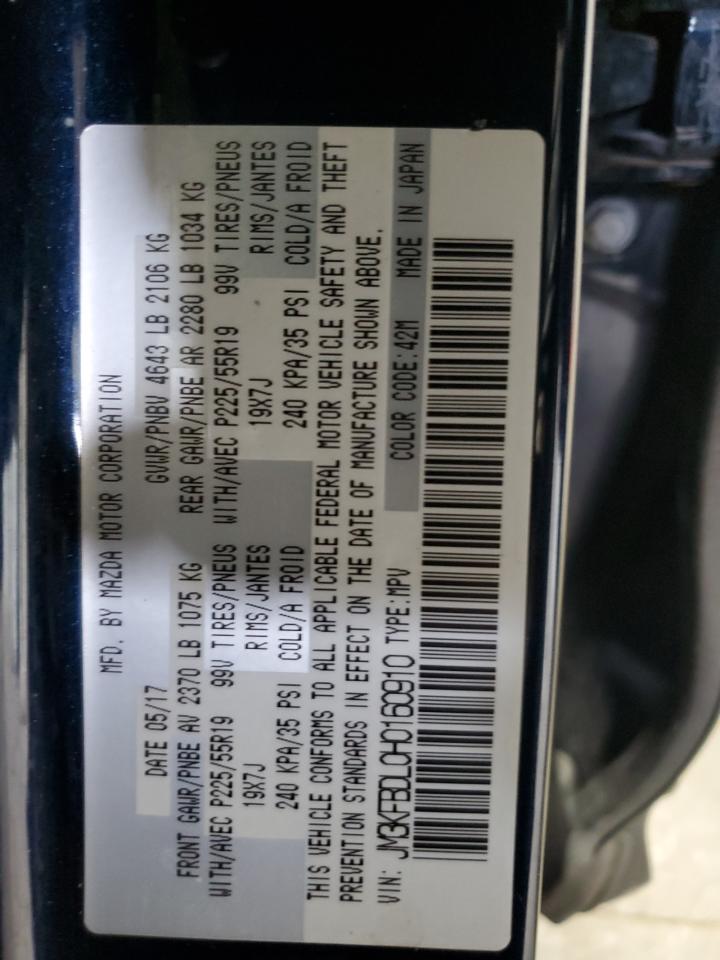 MFD. BY MAZDA MOTOR CORPORATION
DATE 05/17 GVWR/PNBV 4643 LB 2106 KG
FRONT GAWR/PNBE AV 2370 LB 1075 KG REAR GAWR/PNBE AR 2280 LB 1034 KG
WITH/AVEC P225/55R19 99V TIRES/PNEUS WITH/AVEC P225/55R19 99V TIRES/PNEUS
19X7J RIMS/JANTES 19X7J RIMS/JANTES
240 KPA/35 PSI COLD/A FROID 240 KPA/35 PSI COLD/A FROID
THIS VEHICLE CONFORMS TO ALL APPLICABLE FEDERAL MOTOR VEHICLE SAFETY AND THEFT
PREVENTION STANDARDS IN EFFECT ON THE DATE OF MANUFACTURE SHOWN ABOVE.
VIN: JM3KFBDL0H0160910 TYPE:MPV COLOR CODE:42M MADE IN JAPAN